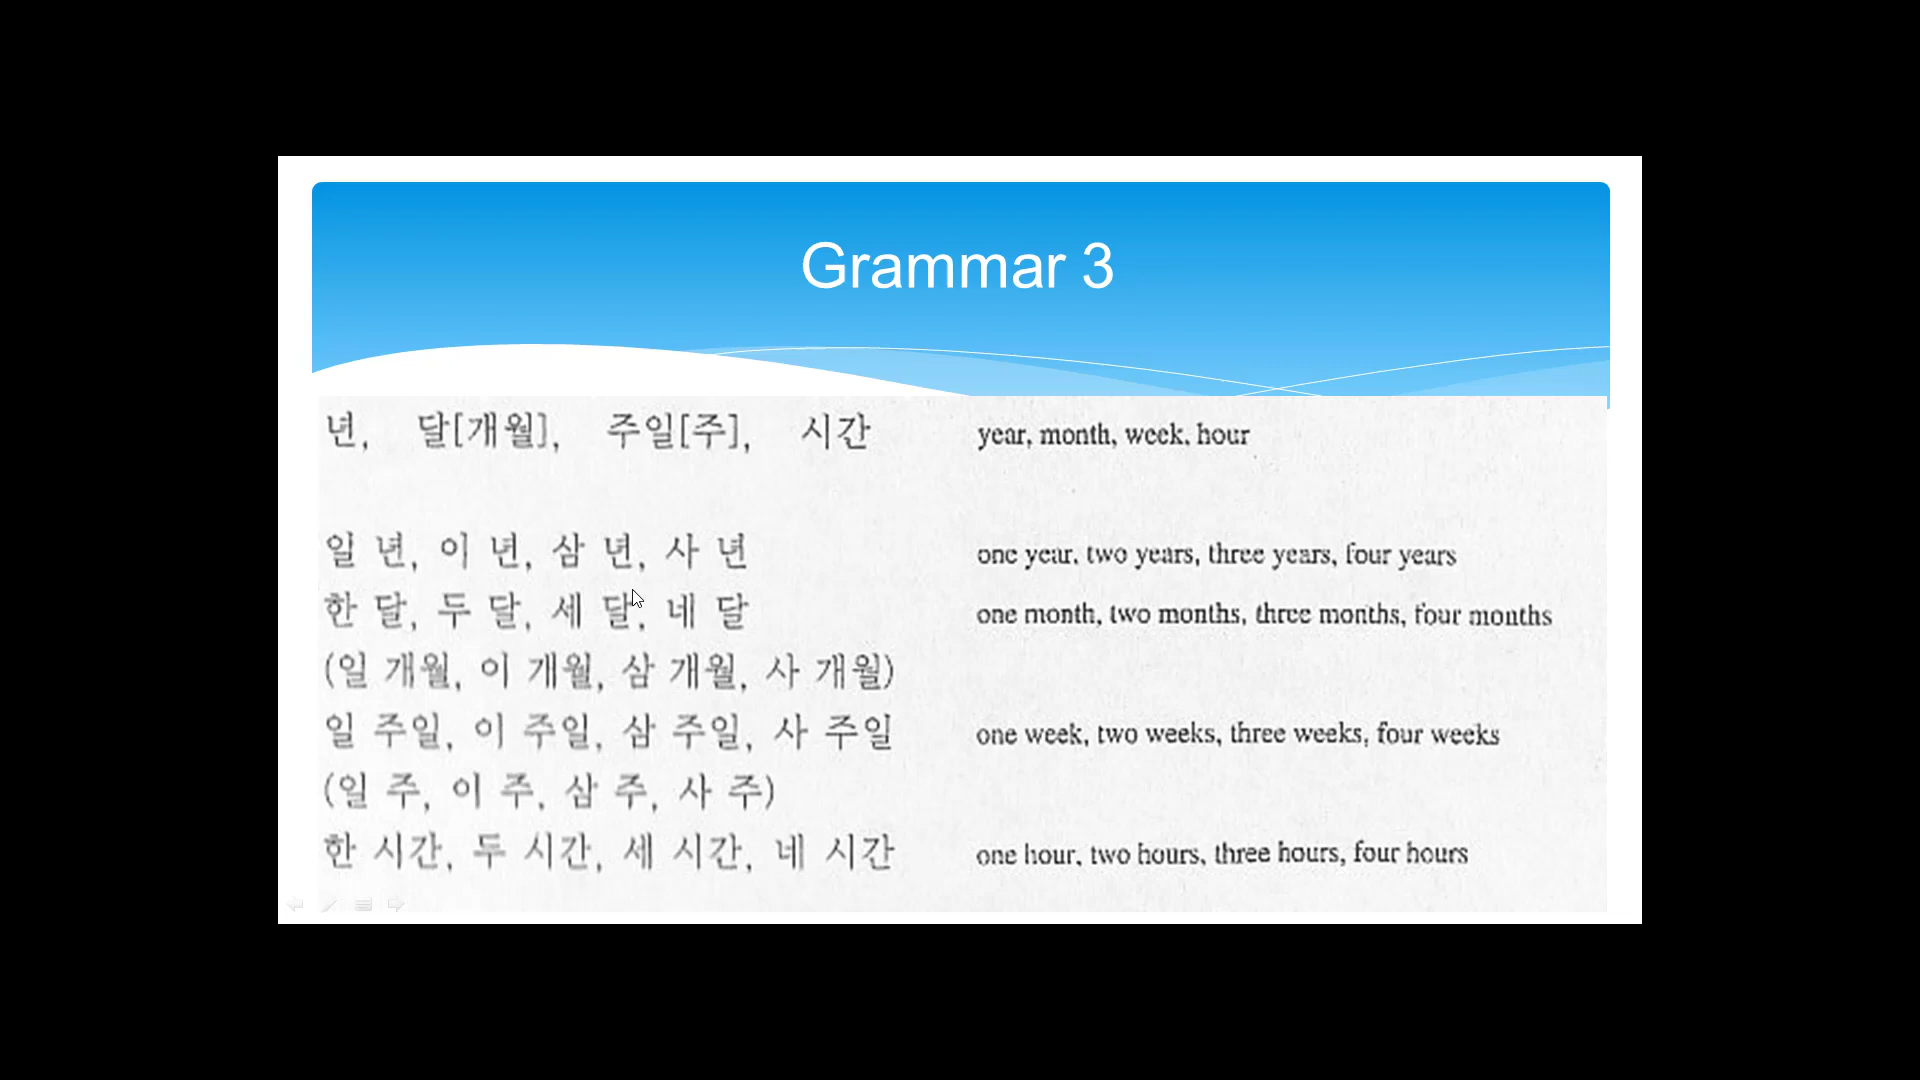 Grammar 3
년, 달[개월], 주일[주], 시간 year, month, week, hour
일 년, 이 년, 삼 년, 사 년 one year, two years, three years, four years
한 달, 두 달, 세 달, 네 달 one month, two months, three months, four months
(일 개월, 이 개월, 삼 개월, 사 개월)
일 주일, 이 주일, 삼 주일, 사 주일 one week, two weeks, three weeks, four weeks
(일 주, 이 주, 삼 주, 사 주)
한 시간, 두 시간, 세 시간, 네 시간 one hour, two hours, three hours, four hours